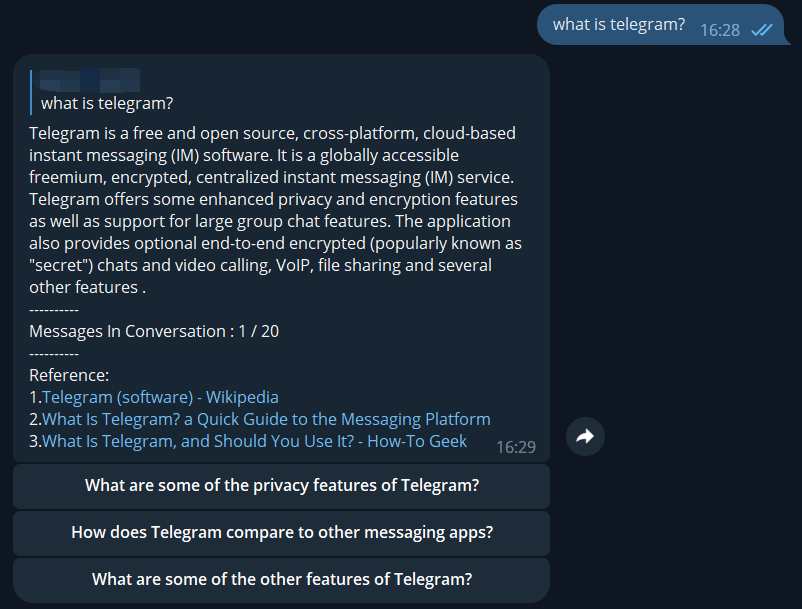 what is telegram?
16:28
what is telegram?
Telegram is a free and open source, cross-platform, cloud-based
instant messaging (IM) software. It is a globally accessible
freemium, encrypted, centralized instant messaging (IM) service.
Telegram offers some enhanced privacy and encryption features
as well as support for large group chat features. The application
also provides optional end-to-end encrypted (popularly known as
"secret") chats and video calling, VoIP, file sharing and several
other features .
----------
Messages In Conversation : 1 / 20
----------
Reference:
1.Telegram (software) - Wikipedia
2.What Is Telegram? a Quick Guide to the Messaging Platform
3.What Is Telegram, and Should You Use It? - How-To Geek
16:29
What are some of the privacy features of Telegram?
How does Telegram compare to other messaging apps?
What are some of the other features of Telegram?